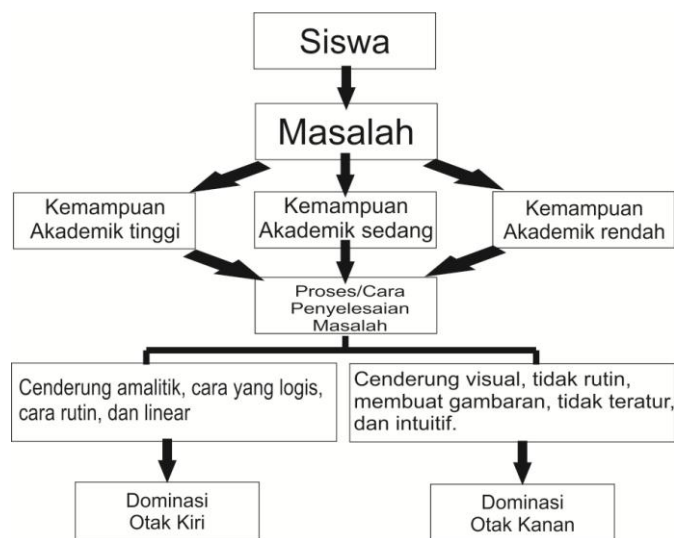 Siswa
Masalah
Kemampuan
Akademik tinggi
Kemampuan
Akademik sedang
Kemampuan
Akademik rendah
Proses/Cara
Penyelesaian
Masalah
Cenderung amalitik, cara yang logis,
cara rutin, dan linear
Cenderung visual, tidak rutin,
membuat gambaran, tidak teratur,
dan intuitif.
Dominasi
Otak Kiri
Dominasi
Otak Kanan